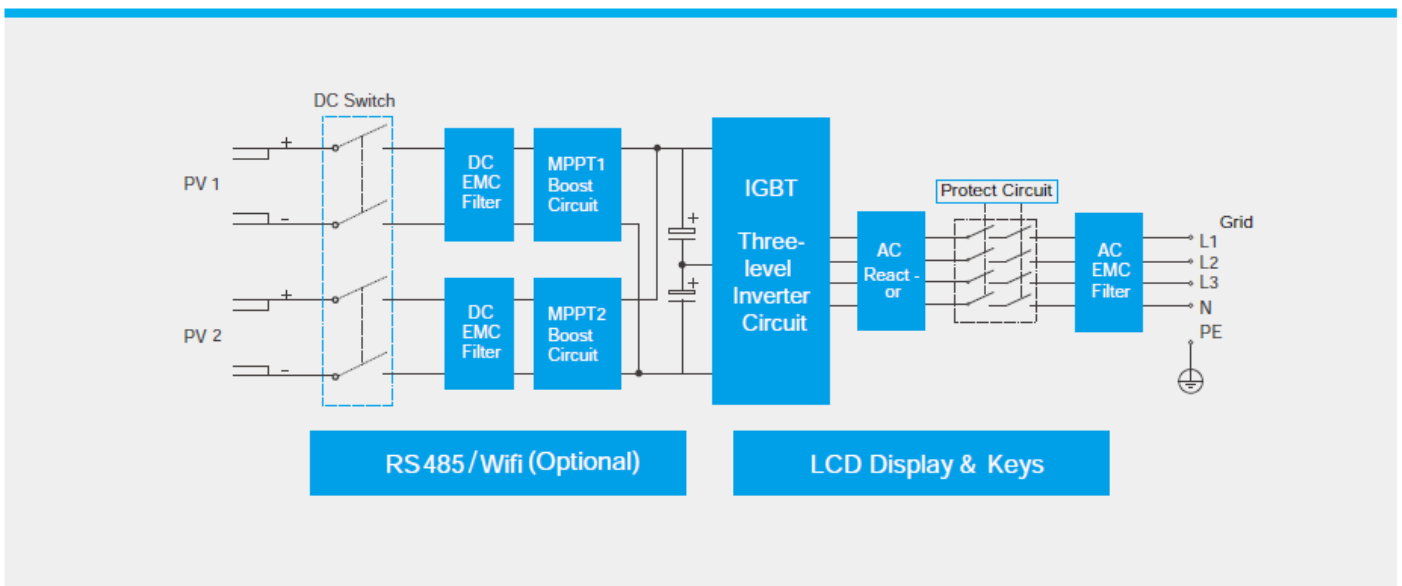 DC Switch
+
PV 1
-
DC
EMC
Filter
MPPT1
Boost
Circuit
+
PV 2
-
DC
EMC
Filter
MPPT2
Boost
Circuit
+
+
IGBT
Three-
level
Inverter
Circuit
AC
React -
or
Protect Circuit
AC
EMC
Filter
Grid
L1
L2
L3
N
PE
RS485/Wifi (Optional)
LCD Display & Keys